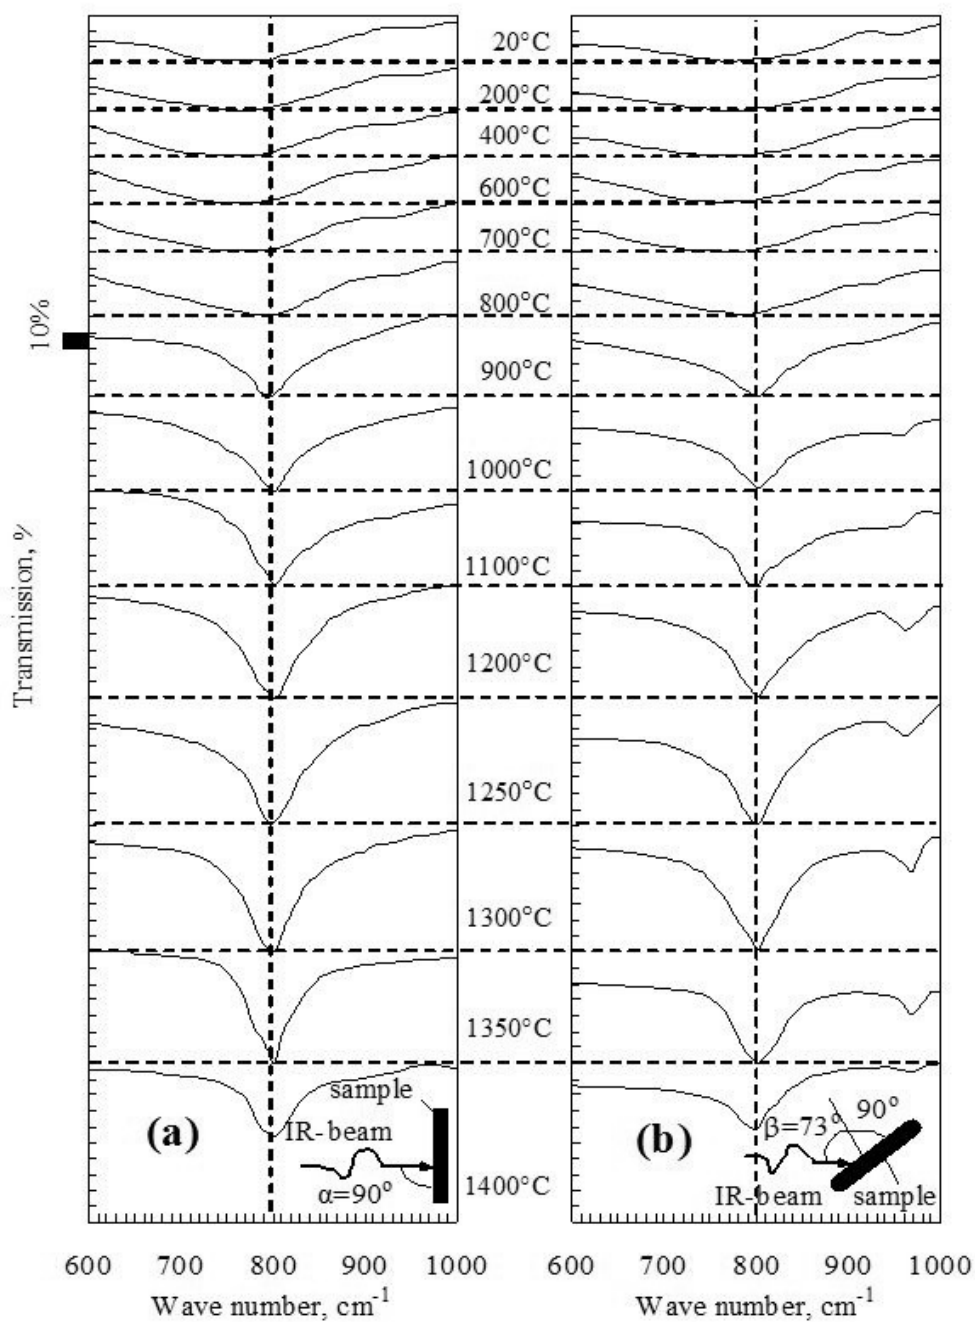 20°C
200°C
400°C
600°C
700°C
800°C
900°C
1000°C
1100°C
1200°C
1250°C
1300°C
1350°C
1400°C
10%
Transmission, %
(a)
sample
IR-beam
α=90°
(b)
β=73°
90°
IR-beam
sample
600 700 800 900 1000
600 700 800 900 1000
Wave number, cm⁻¹
Wave number, cm⁻¹